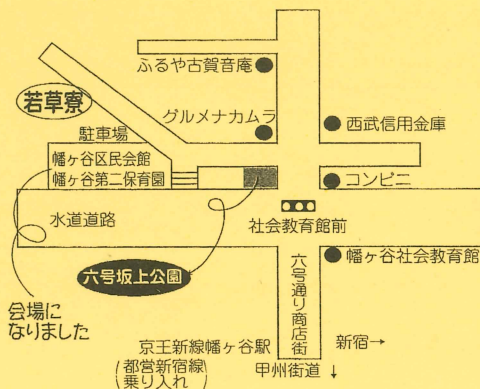 ふるや古賀音庵
若草寮
グルメナカムラ
西武信用金庫
駐車場
幡ヶ谷区民会館
幡ヶ谷第二保育園
コンビニ
水道道路
社会教育館前
六号坂上公園
幡ヶ谷社会教育館
六号通り商店街
会場に
なりました
京王新線幡ヶ谷駅
(都営新宿線
乗り入れ)
新宿→
甲州街道 ↓